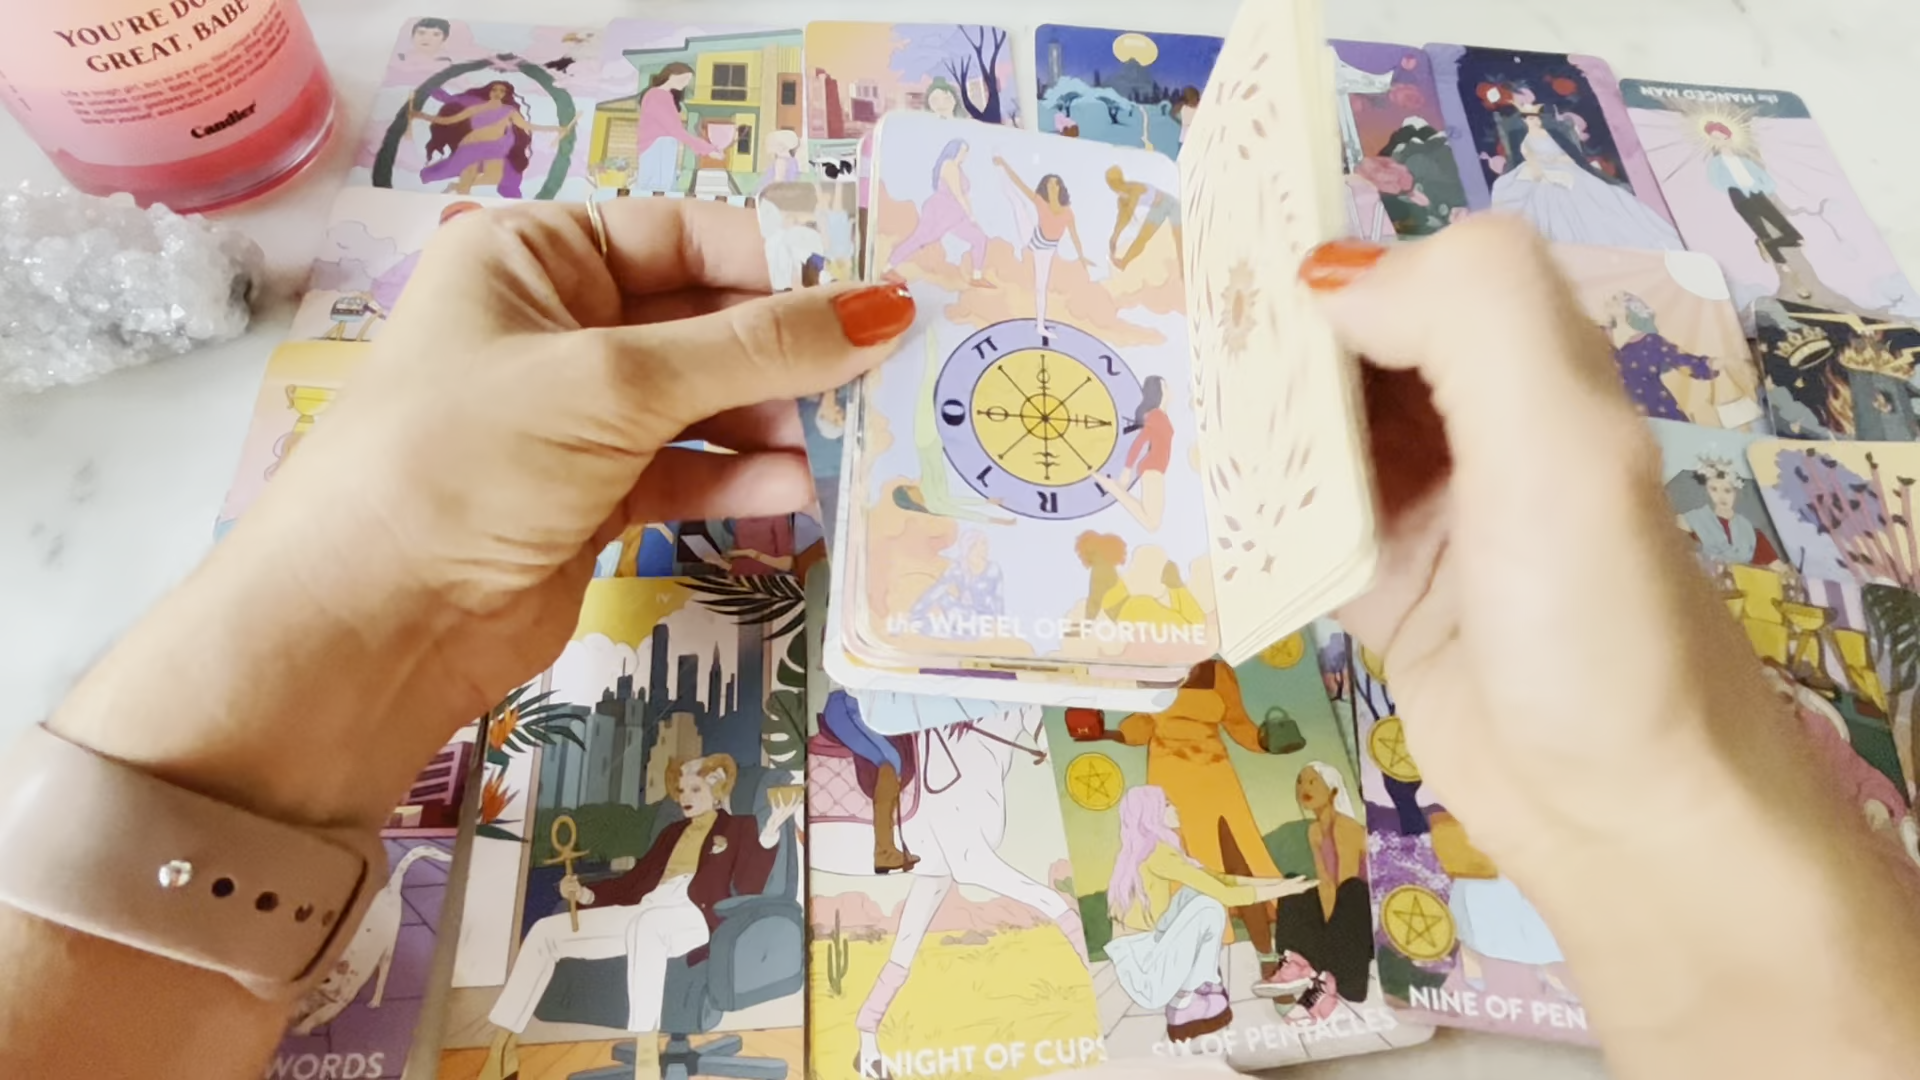 YOU'RE DO
GREAT, BABE
Candier
the HANGED MAN
the WHEEL OF FORTUNE
IV
WORDS
KNIGHT OF CUPS
SIX OF PENTACLES
NINE OF PEN